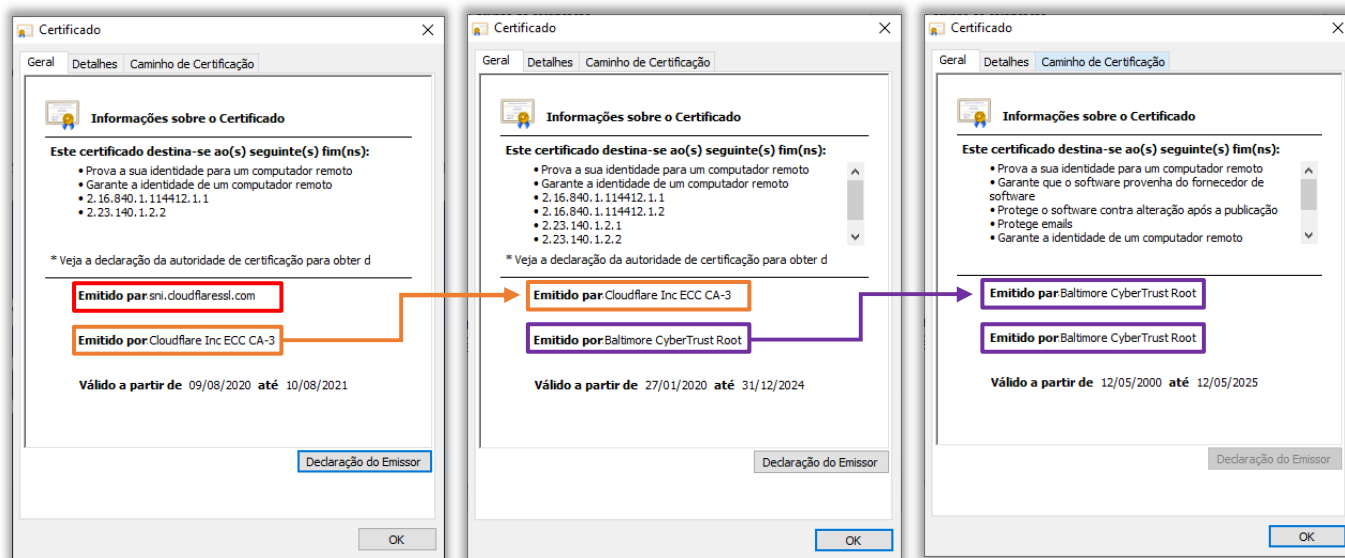 Certificado
Geral Detalhes Caminho de Certificação
Informações sobre o Certificado
Este certificado destina-se ao(s) seguinte(s) fim(ns):
• Prova a sua identidade para um computador remoto
• Garante a identidade de um computador remoto
• 2.16.840.1.114412.1.1
• 2.23.140.1.2.2
* Veja a declaração da autoridade de certificação para obter d
Emitido para: sni.cloudflaressl.com
Emitido por: Cloudflare Inc ECC CA-3
Válido a partir de 09/08/2020 até 10/08/2021
Declaração do Emissor
OK
Certificado
Geral Detalhes Caminho de Certificação
Informações sobre o Certificado
Este certificado destina-se ao(s) seguinte(s) fim(ns):
• Prova a sua identidade para um computador remoto
• Garante a identidade de um computador remoto
• 2.16.840.1.114412.1.1
• 2.16.840.1.114412.1.2
• 2.23.140.1.2.1
• 2.23.140.1.2.2
* Veja a declaração da autoridade de certificação para obter d
Emitido par Cloudflare Inc ECC CA-3
Emitido por Baltimore CyberTrust Root
Válido a partir de 27/01/2020 até 31/12/2024
Declaração do Emissor
OK
Certificado
Geral Detalhes Caminho de Certificação
Informações sobre o Certificado
Este certificado destina-se ao(s) seguinte(s) fim(ns):
• Prova a sua identidade para um computador remoto
• Garante que o software provenha do fornecedor de
software
• Protege o software contra alteração após a publicação
• Protege emails
• Garante a identidade de um computador remoto
Emitido par Baltimore CyberTrust Root
Emitido por Baltimore CyberTrust Root
Válido a partir de 12/05/2000 até 12/05/2025
Declaração do Emissor
OK